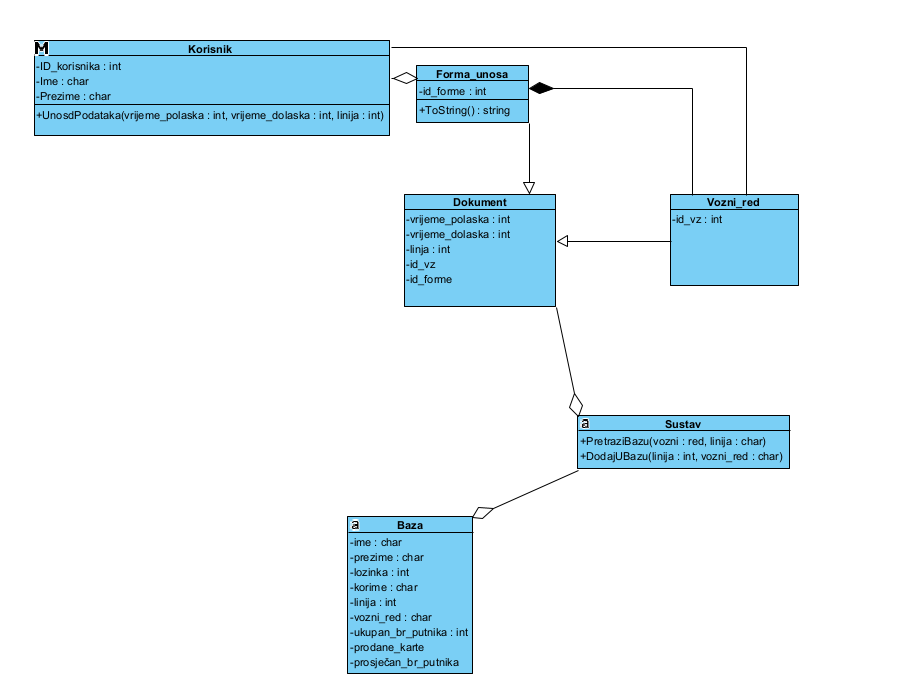 M
Korisnik
-ID_korisnika : int
-Ime : char
-Prezime : char
+UnosdPodataka(vrijeme_polaska : int, vrijeme_dolaska : int, linija : int)
Forma_unosa
-id_forme : int
+ToString() : string
Dokument
-vrijeme_polaska : int
-vrijeme_dolaska : int
-linja : int
-id_vz
-id_forme
Vozni_red
-id_vz : int
a
Sustav
+PretraziBazu(vozni : red, linija : char)
+DodajUBazu(linija : int, vozni_red : char)
a
Baza
-ime : char
-prezime : char
-lozinka : int
-korime : char
-linija : int
-vozni_red : char
-ukupan_br_putnika : int
-prodane_karte
-prosječan_br_putnika